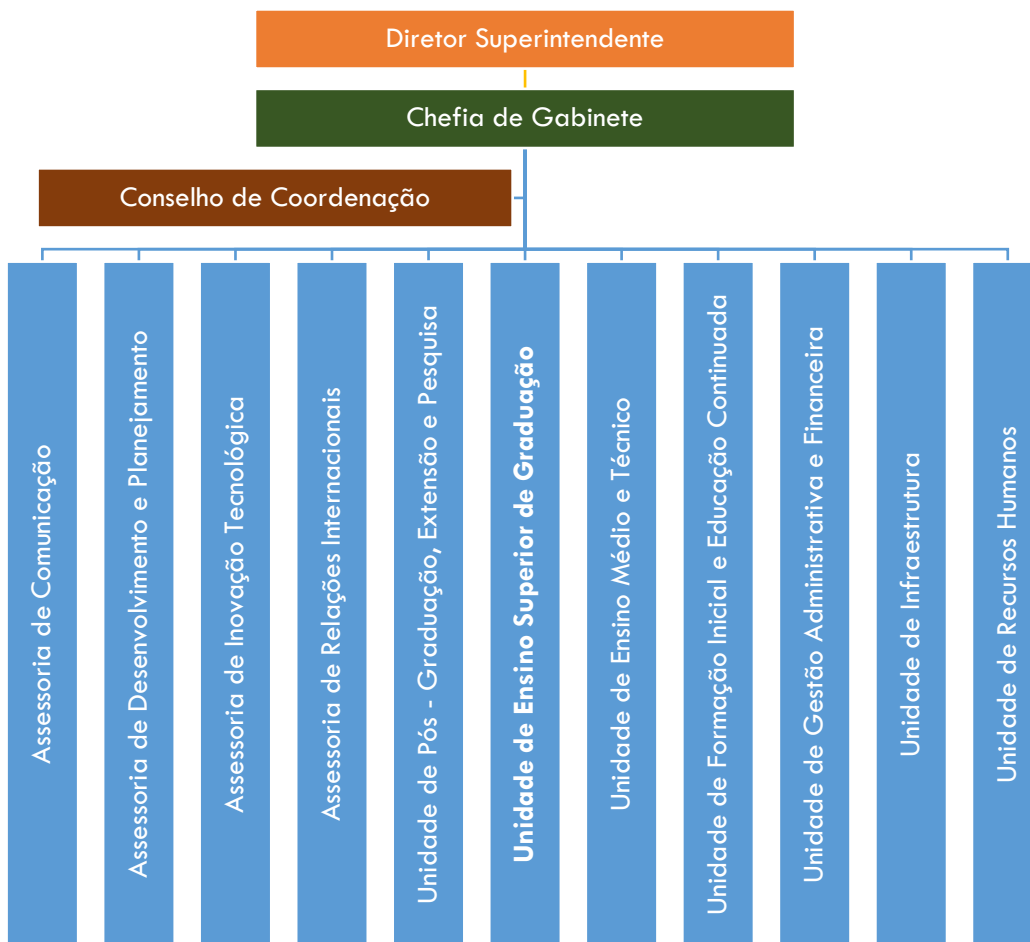 Diretor Superintendente
Chefia de Gabinete
Conselho de Coordenação
Assessoria de Comunicação
Assessoria de Desenvolvimento e Planejamento
Assessoria de Inovação Tecnológica
Assessoria de Relações Internacionais
Unidade de Pós - Graduação, Extensão e Pesquisa
Unidade de Ensino Superior de Graduação
Unidade de Ensino Médio e Técnico
Unidade de Formação Inicial e Educação Continuada
Unidade de Gestão Administrativa e Financeira
Unidade de Infraestrutura
Unidade de Recursos Humanos